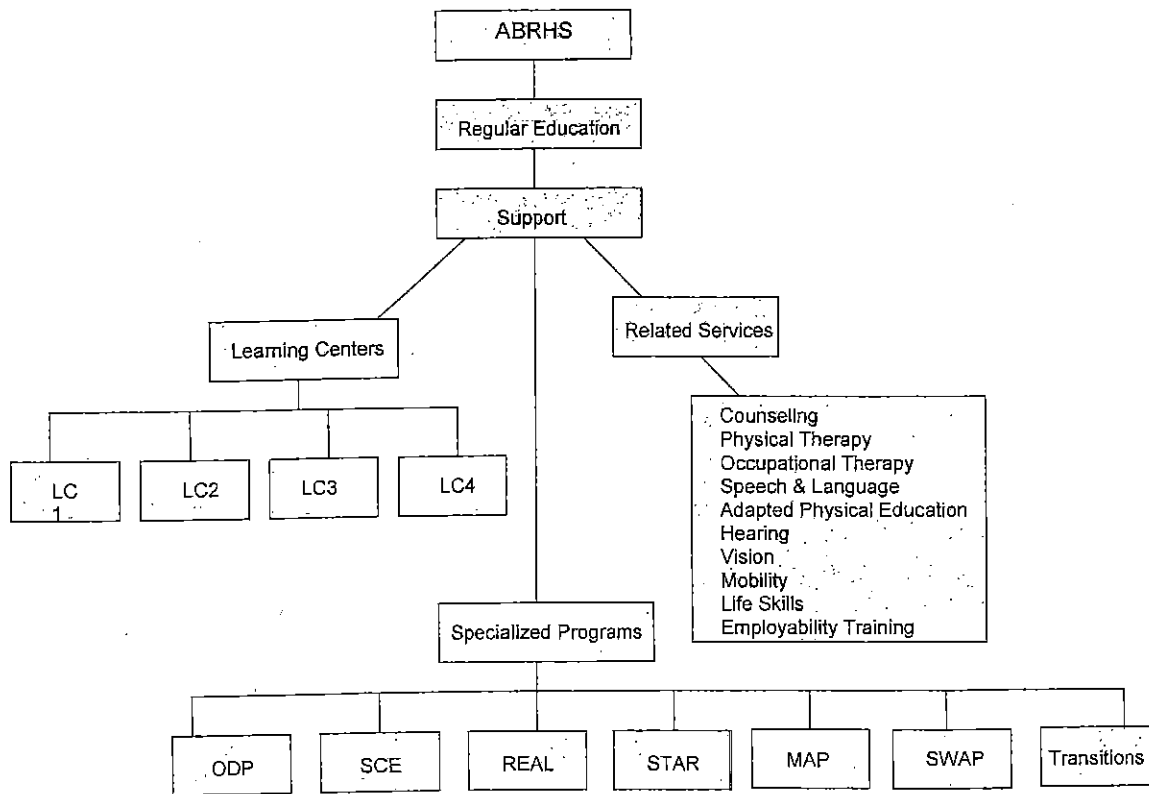 ABRHS
Regular Education
Support
Related Services
Learning Centers
Counseling
Physical Therapy
Occupational Therapy
Speech & Language
Adapted Physical Education
Hearing
Vision
Mobility
Life Skills
Employability Training
LC
1
LC2
LC3
LC4
Specialized Programs
ODP
SCE
REAL
STAR
MAP
SWAP
Transitions